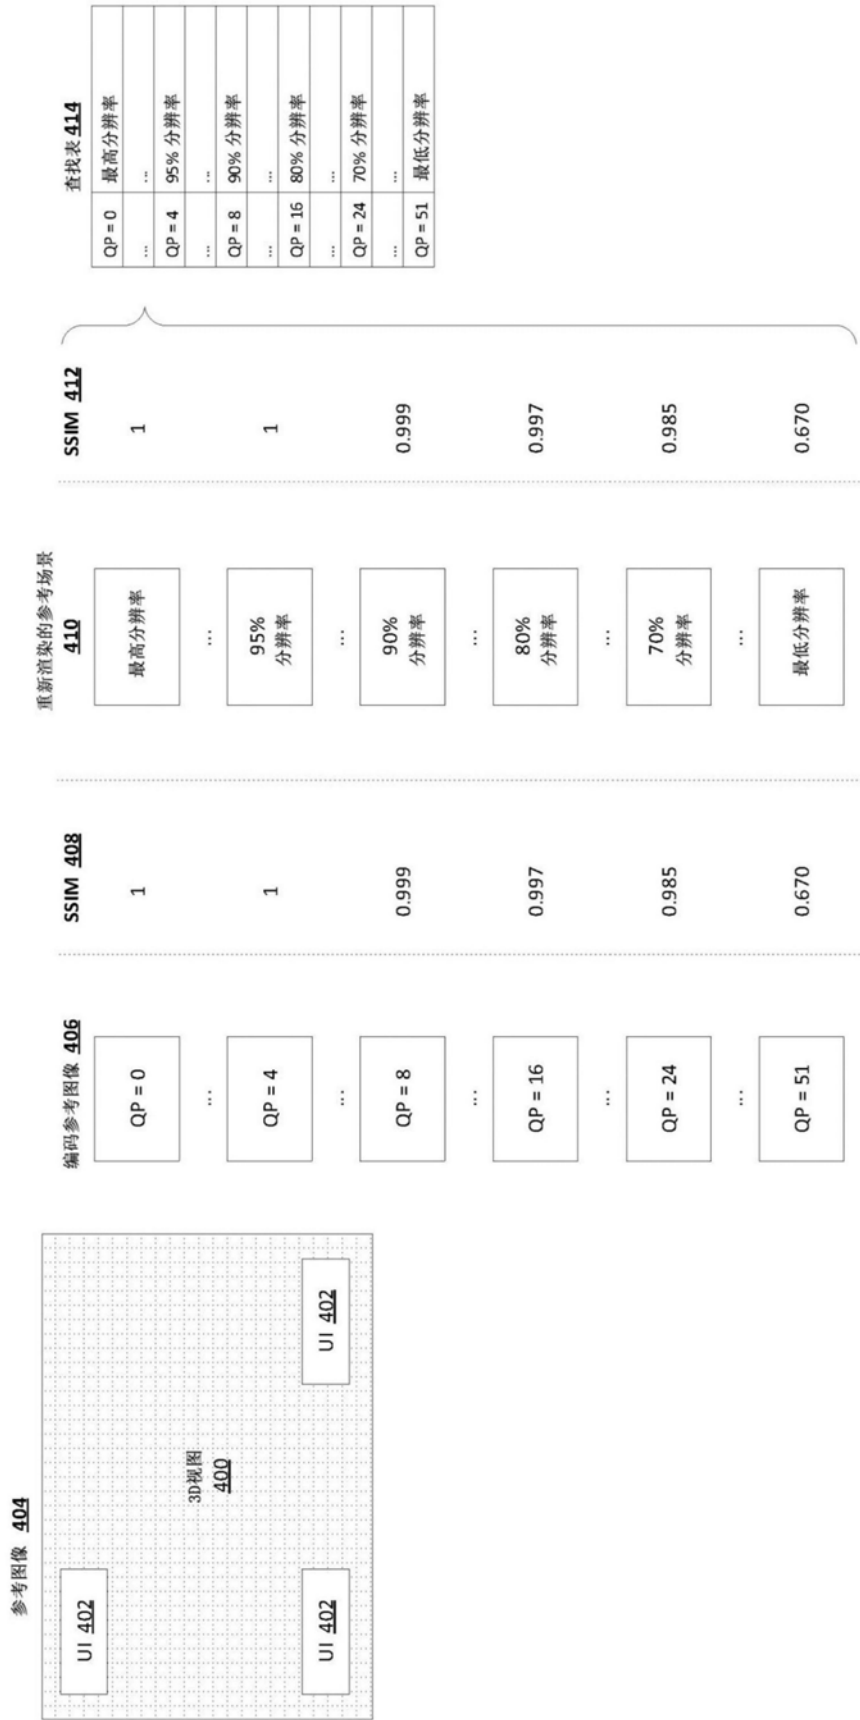 参考图像 404
UI 402
3D视图
400
UI 402
UI 402
编码参考图像 406
QP = 0
...
QP = 4
...
QP = 8
...
QP = 16
...
QP = 24
...
QP = 51
SSIM 408
1
1
0.999
0.997
0.985
0.670
重新渲染的参考场景
410
最高分辨率
...
95%
分辨率
...
90%
分辨率
...
80%
分辨率
...
70%
分辨率
...
最低分辨率
SSIM 412
1
1
0.999
0.997
0.985
0.670
查找表 414
QP = 0 最高分辨率
... ...
QP = 4 95% 分辨率
... ...
QP = 8 90% 分辨率
... ...
QP = 16 80% 分辨率
... ...
QP = 24 70% 分辨率
... ...
QP = 51 最低分辨率